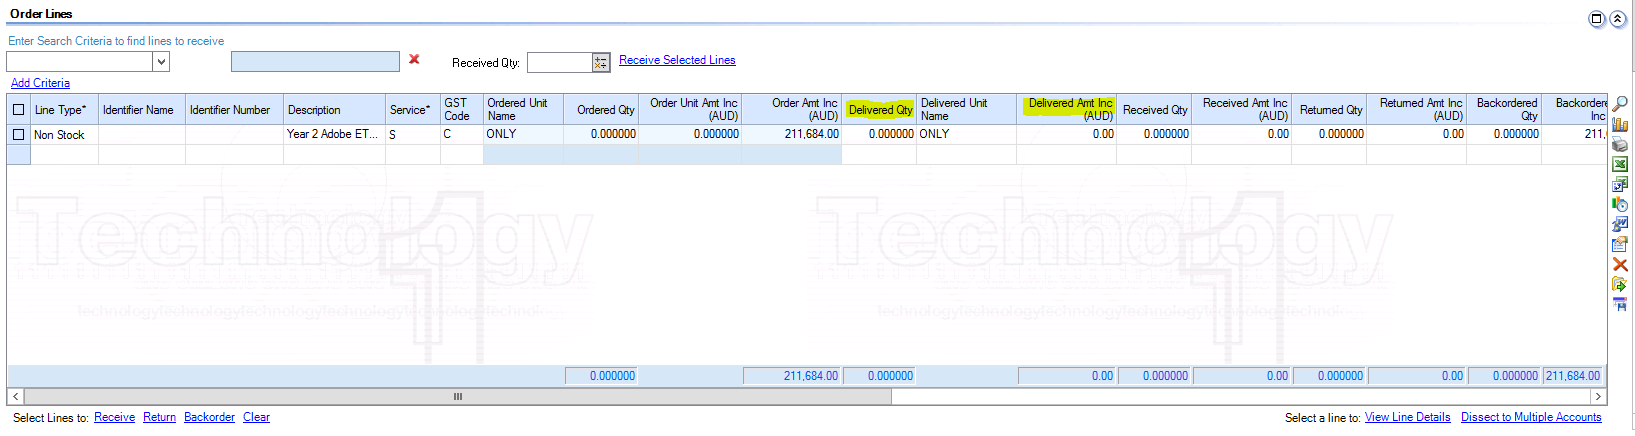 Order Lines
Enter Search Criteria to find lines to receive
Received Qty:
Receive Selected Lines
Add Criteria
Line Type* Identifier Name Identifier Number Description Service* GST Code Ordered Unit Name Ordered Qty Order Unit Amt Inc (AUD) Order Amt Inc (AUD) Delivered Qty Delivered Unit Name Delivered Amt Inc (AUD) Received Qty Received Amt Inc (AUD) Returned Qty Returned Amt Inc (AUD) Backordered Qty Backordere Inc
Non Stock Year 2 Adobe ET... S C ONLY 0.000000 0.000000 211,684.00 0.000000 ONLY 0.00 0.000000 0.00 0.000000 0.00 0.000000 211,
Technology1 Technology1
technologytechnologytechnologytechnologytechnolo technologytechnologytechnologytechnologytechnolo
0.000000 211,684.00 0.000000 0.00 0.000000 0.00 0.000000 0.00 0.000000 211,684.00
Select Lines to: Receive Return Backorder Clear
Select a line to: View Line Details Dissect to Multiple Accounts